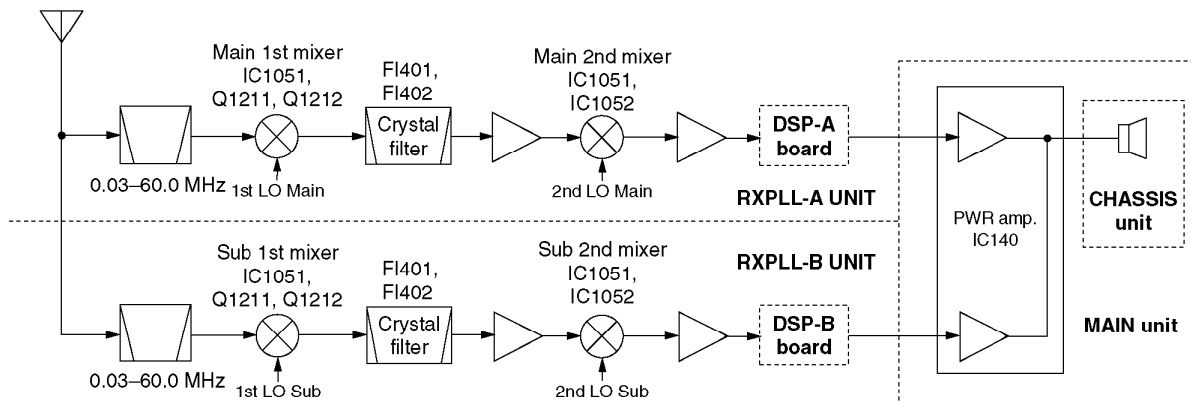 Main 1st mixer
IC1051,
Q1211, Q1212
FI401,
FI402
Crystal
filter
Main 2nd mixer
IC1051,
IC1052
DSP-A
board
0.03–60.0 MHz
1st LO Main
2nd LO Main
RXPLL-A UNIT
PWR amp.
IC140
CHASSIS
unit
Sub 1st mixer
IC1051,
Q1211, Q1212
FI401,
FI402
Crystal
filter
Sub 2nd mixer
IC1051,
IC1052
RXPLL-B UNIT
DSP-B
board
MAIN unit
0.03–60.0 MHz
1st LO Sub
2nd LO Sub